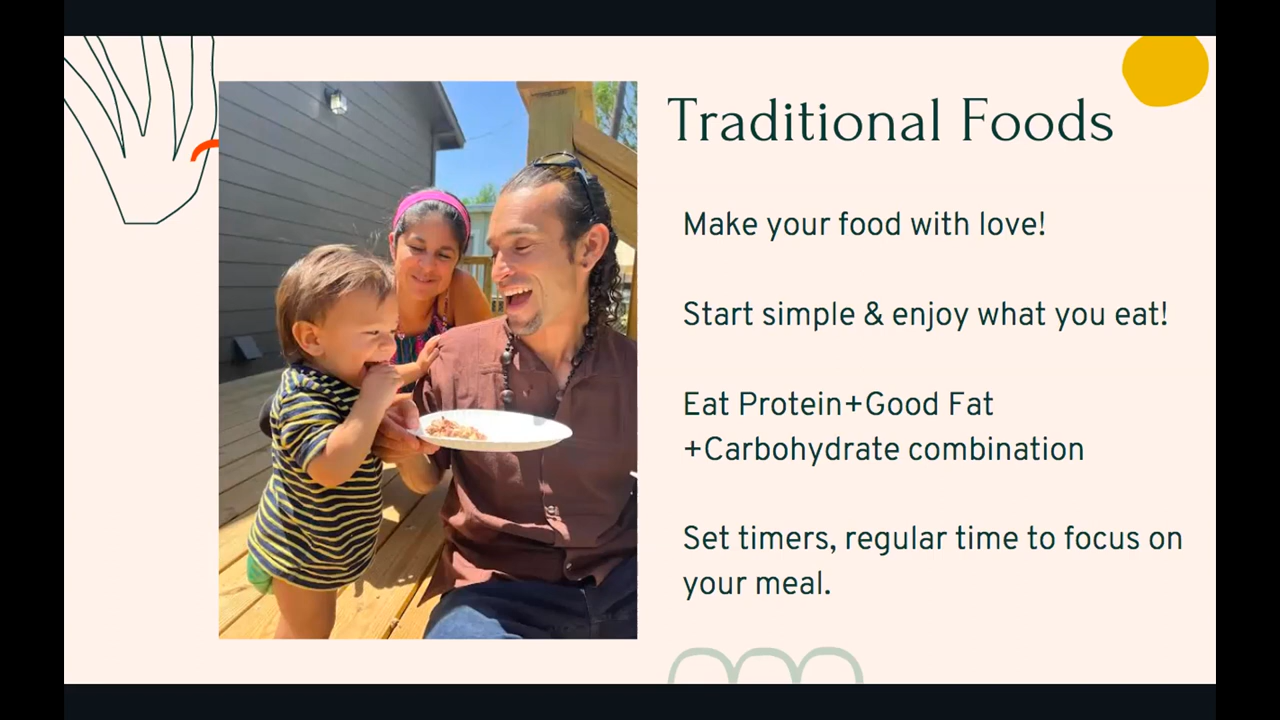 Traditional Foods
Make your food with love!
Start simple & enjoy what you eat!
Eat Protein+Good Fat
+Carbohydrate combination
Set timers, regular time to focus on
your meal.